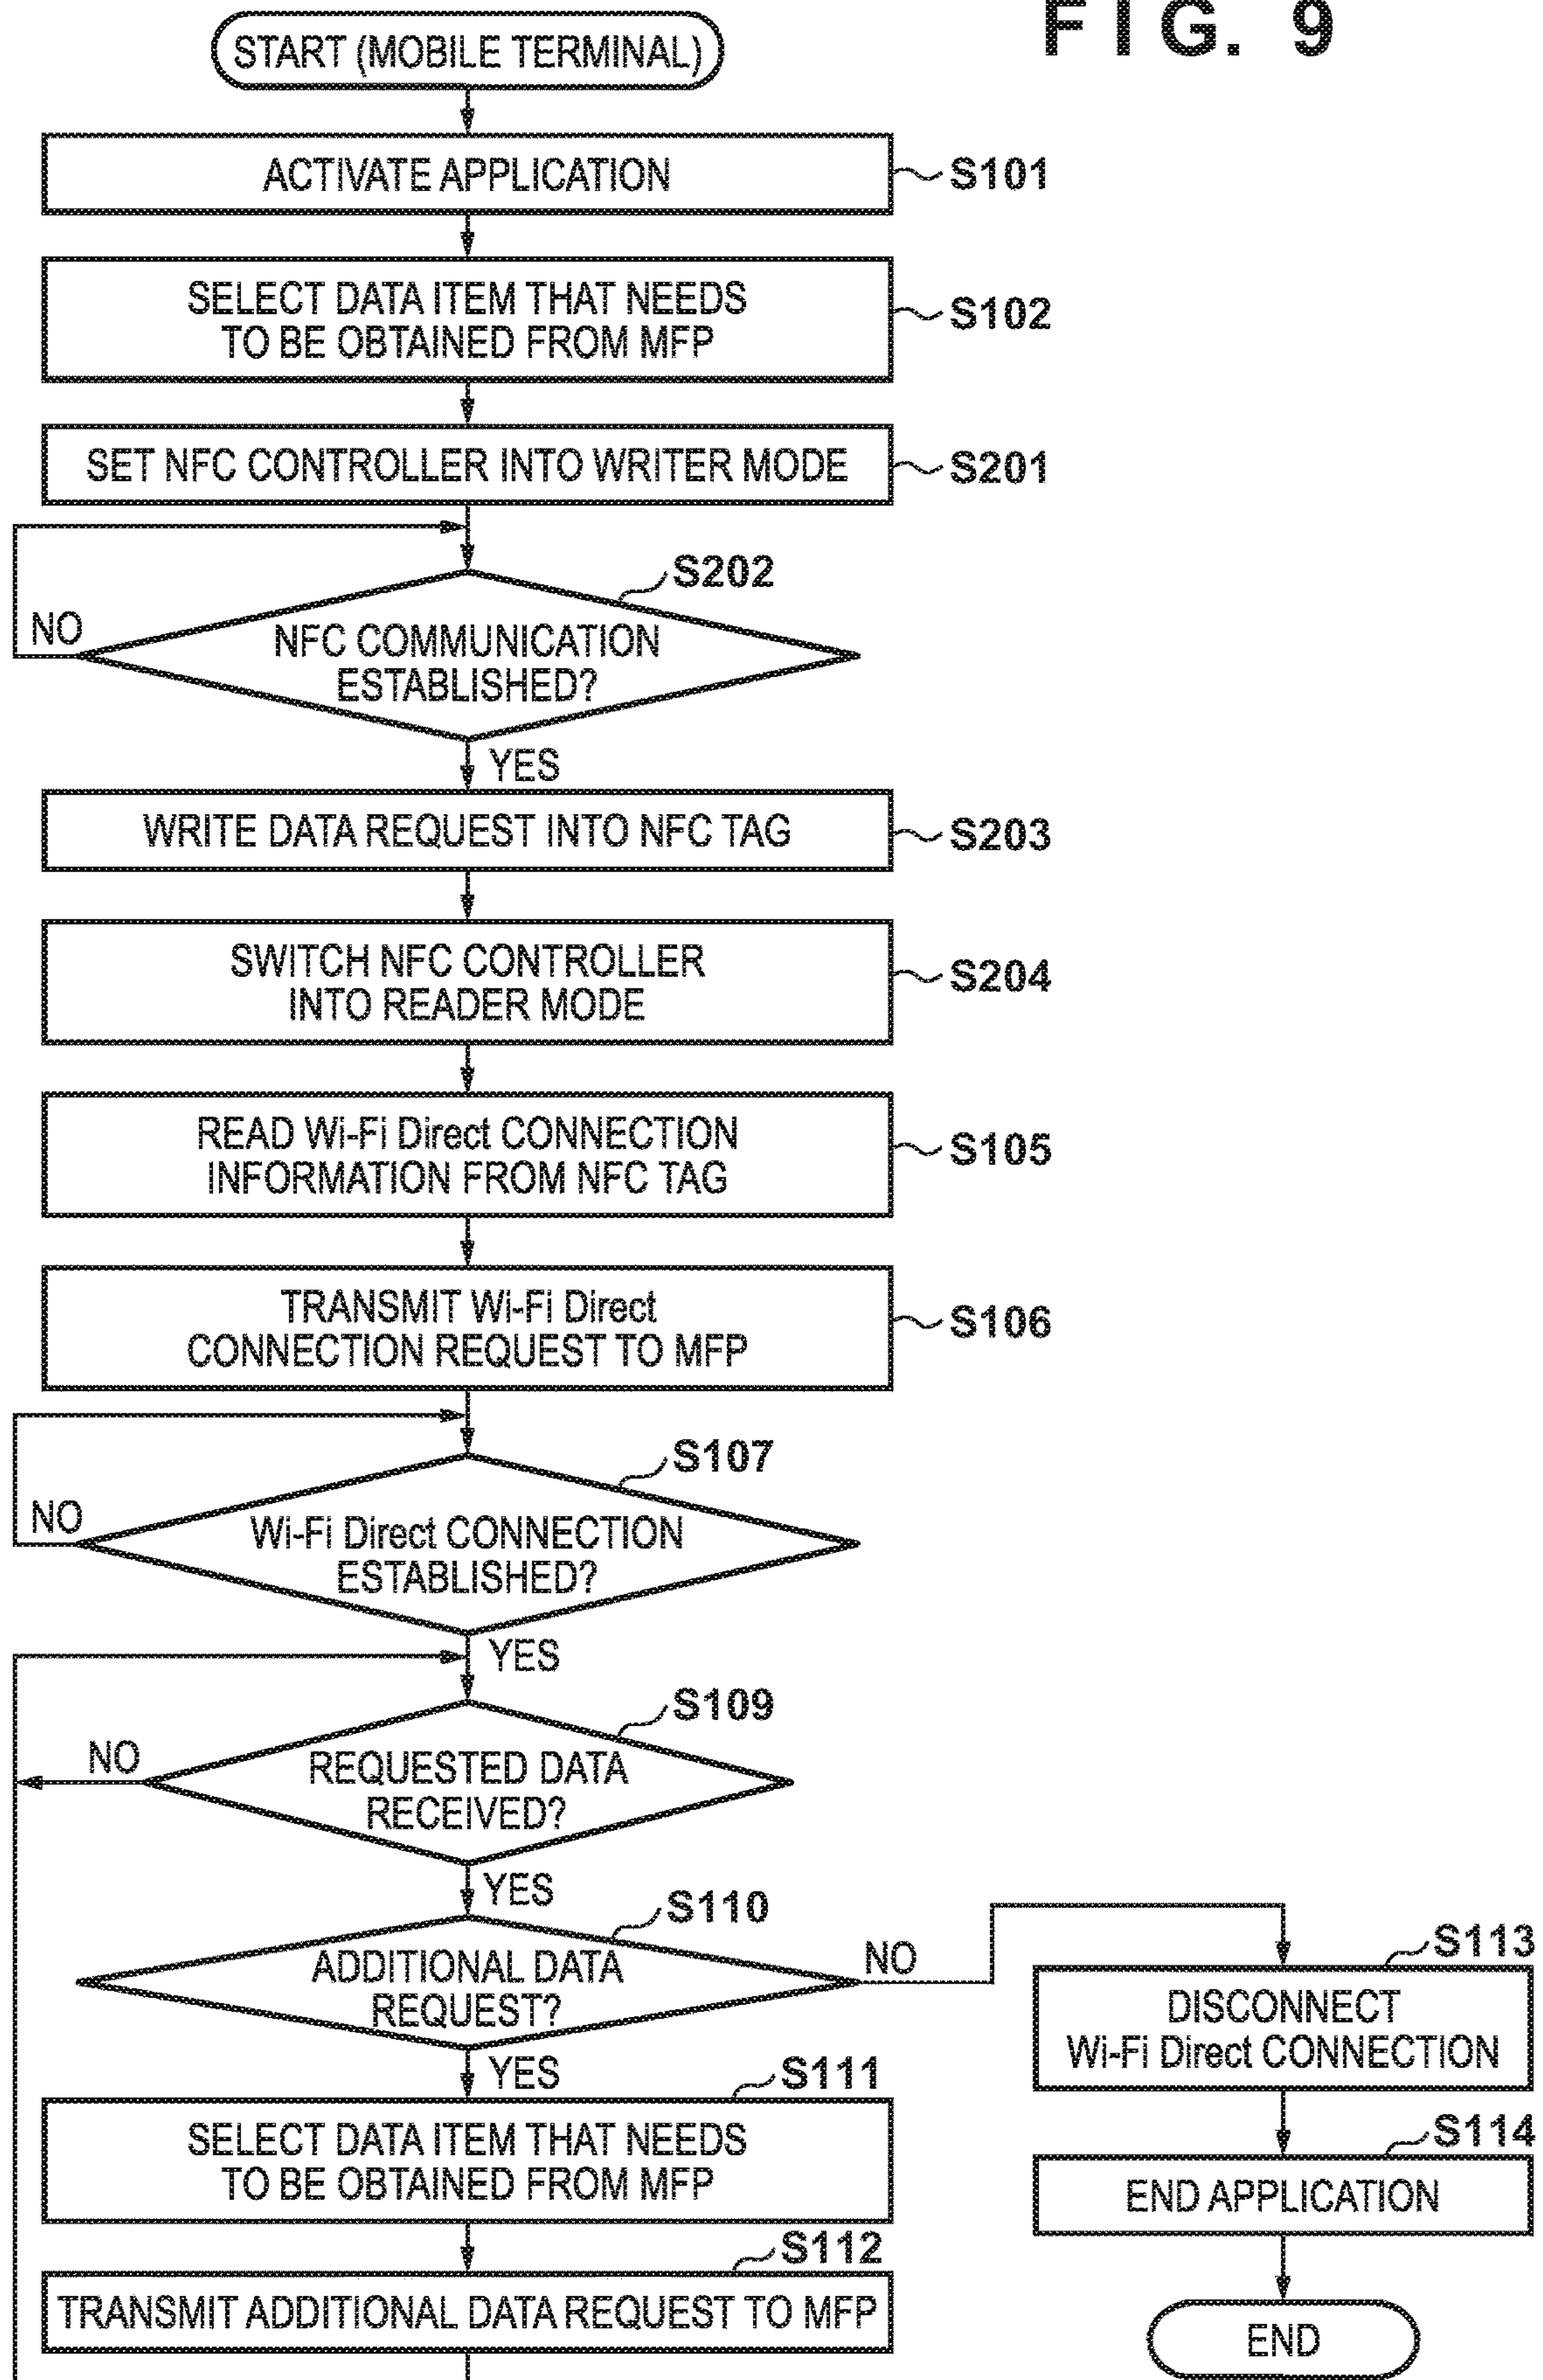 FIG. 9
START (MOBILE TERMINAL)
ACTIVATE APPLICATION
S101
SELECT DATA ITEM THAT NEEDS
TO BE OBTAINED FROM MFP
S102
SET NFC CONTROLLER INTO WRITER MODE
S201
S202
NO
NFC COMMUNICATION
ESTABLISHED?
YES
WRITE DATA REQUEST INTO NFC TAG
S203
SWITCH NFC CONTROLLER
INTO READER MODE
S204
READ Wi-Fi Direct CONNECTION
INFORMATION FROM NFC TAG
S105
TRANSMIT Wi-Fi Direct
CONNECTION REQUEST TO MFP
S106
S107
NO
Wi-Fi Direct CONNECTION
ESTABLISHED?
YES
S109
NO
REQUESTED DATA
RECEIVED?
YES
S110
ADDITIONAL DATA
REQUEST?
NO
YES
S111
SELECT DATA ITEM THAT NEEDS
TO BE OBTAINED FROM MFP
S112
TRANSMIT ADDITIONAL DATA REQUEST TO MFP
S113
DISCONNECT
Wi-Fi Direct CONNECTION
S114
END APPLICATION
END